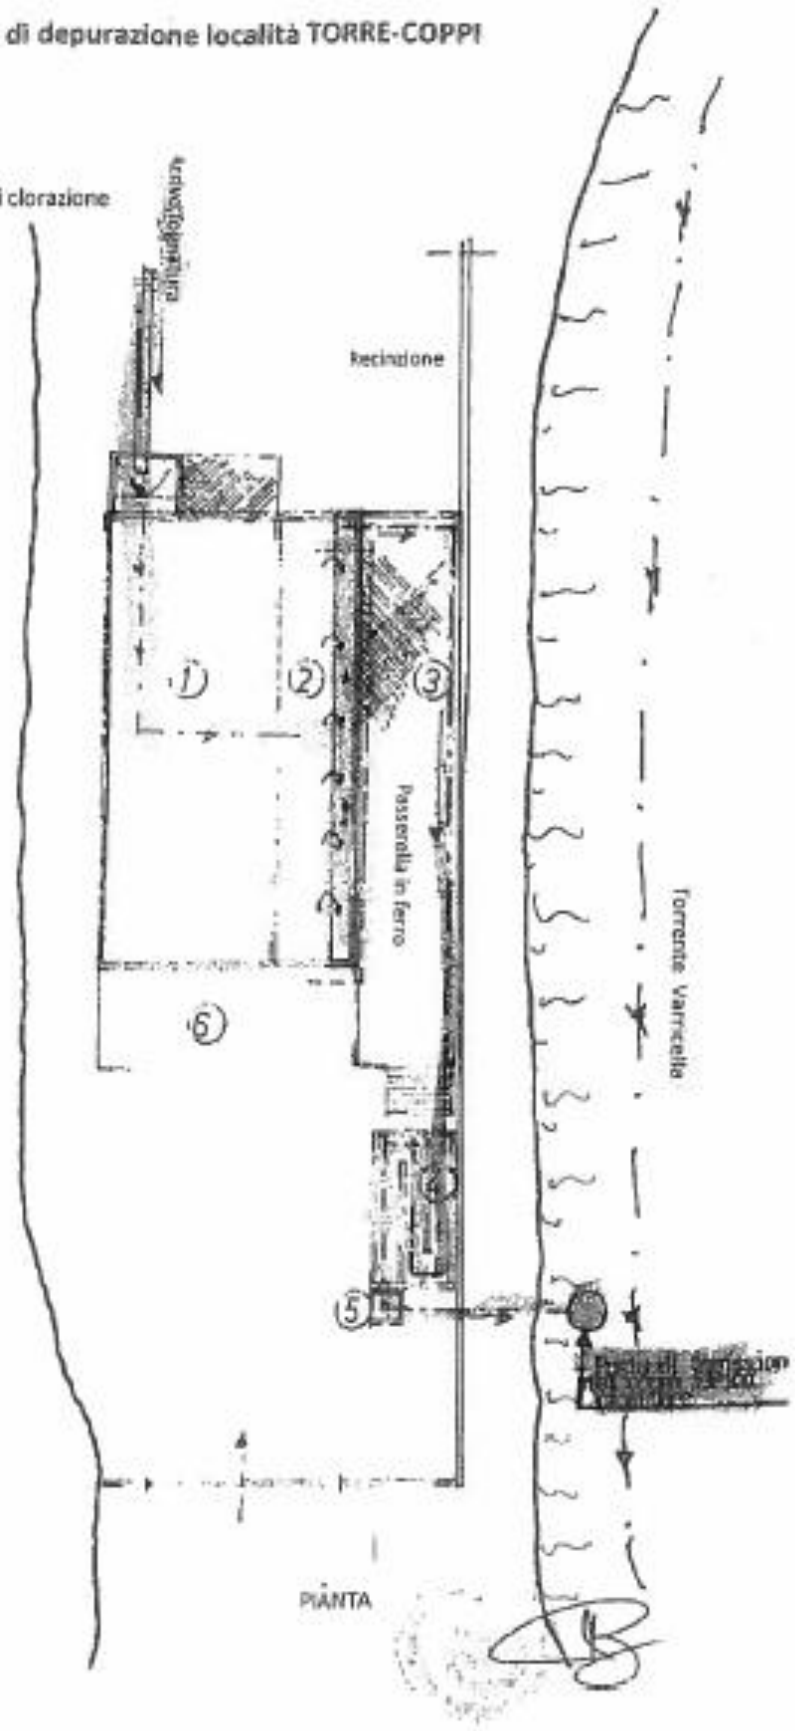 di depurazione località TORRE-COPPI
i clorazione
Arrivo fognatura
Recinzione
1
2
3
Passerella in ferro
Torrente Varricella
6
4
5
PIANTA